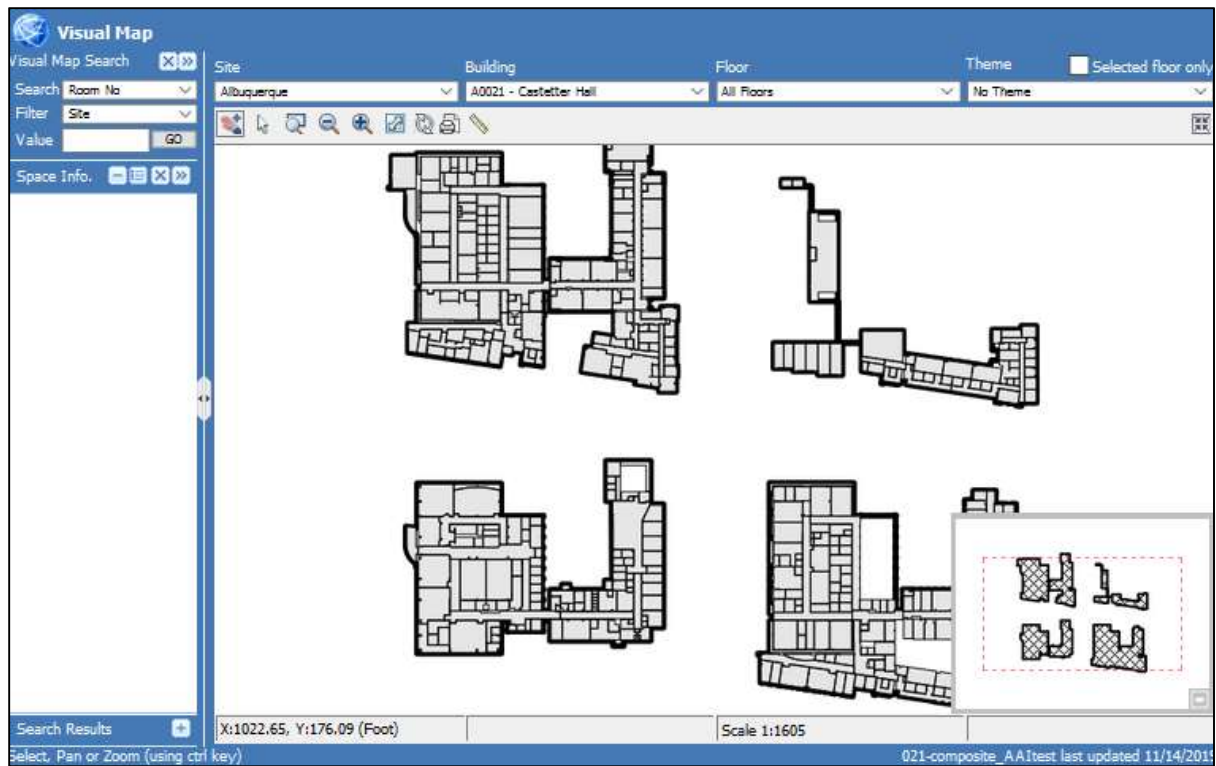 Visual Map
Visual Map Search
Search Room No
Filter Site
Value GO
Space Info.
Site Building Floor Theme Selected floor only
Albuquerque A0021 - Castetter Hall All Floors No Theme
X:1022.65, Y:176.09 (Foot) Scale 1:1605
Search Results
Select, Pan or Zoom (using ctrl key) 021-composite_AAItest last updated 11/14/2019